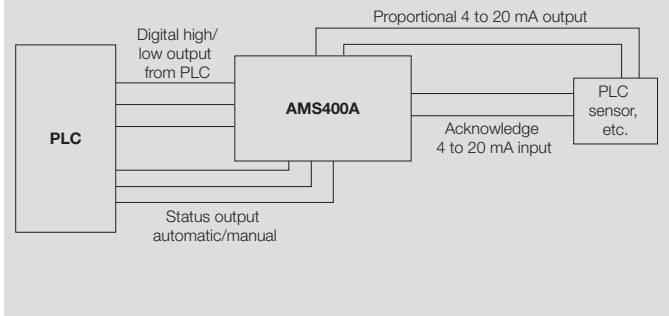 Proportional 4 to 20 mA output
Digital high/
low output
from PLC
PLC
AMS400A
PLC
sensor,
etc.
Acknowledge
4 to 20 mA input
Status output
automatic/manual